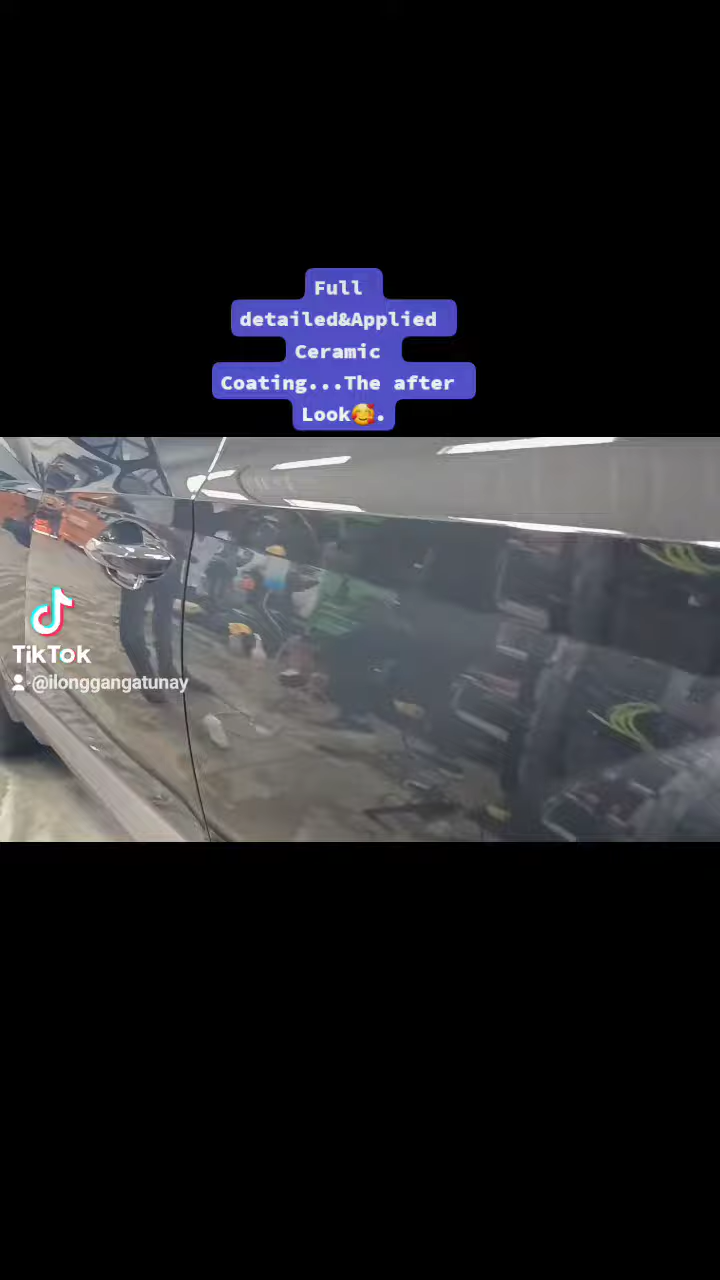 Full
detailed&Applied
Ceramic
Coating...The after
Look🥰.
TikTok
@ilonggangatunay